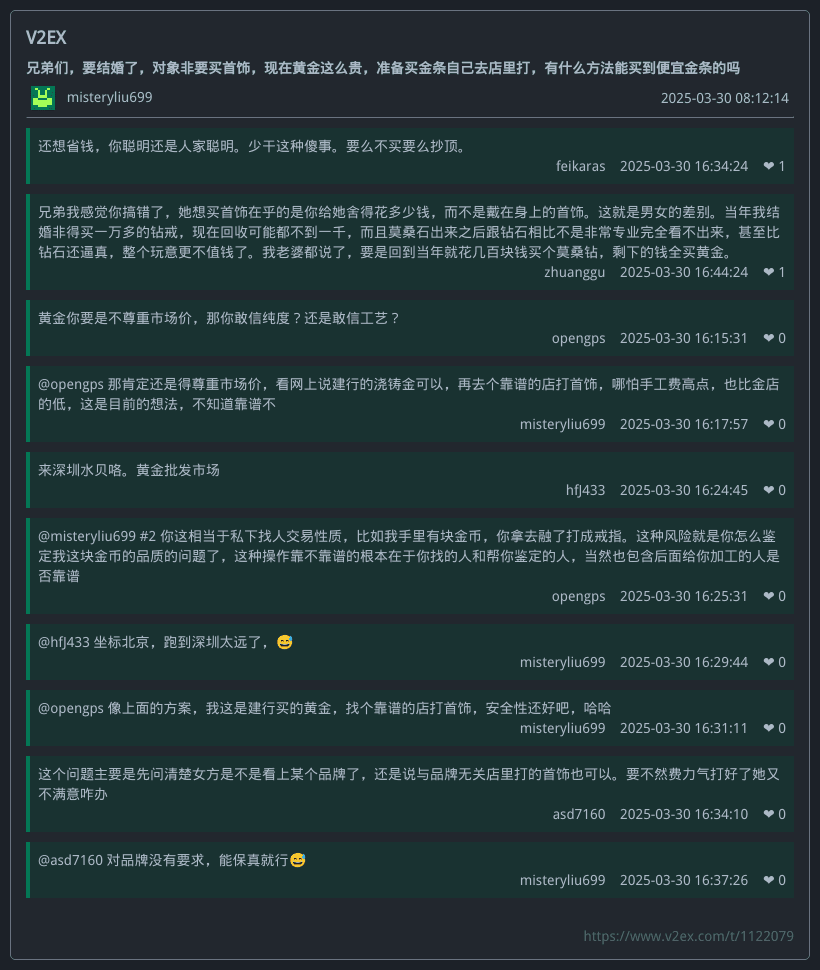 V2EX
兄弟们，要结婚了，对象非要买首饰，现在黄金这么贵，准备买金条自己去店里打，有什么方法能买到便宜金条的吗
misteryliu699 2025-03-30 08:12:14
还想省钱，你聪明还是人家聪明。少干这种傻事。要么不买要么抄顶。
feikaras 2025-03-30 16:34:24 ❤ 1
兄弟我感觉你搞错了，她想买首饰在乎的是你给她舍得花多少钱，而不是戴在身上的首饰。这就是男女的差别。当年我结
婚非得买一万多的钻戒，现在回收可能都不到一千，而且莫桑石出来之后跟钻石相比不是非常专业完全看不出来，甚至比
钻石还逼真，整个玩意更不值钱了。我老婆都说了，要是回到当年就花几百块钱买个莫桑钻，剩下的钱全买黄金。
zhuanggu 2025-03-30 16:44:24 ❤ 1
黄金你要是不尊重市场价，那你敢信纯度？还是敢信工艺？
opengps 2025-03-30 16:15:31 ❤ 0
@opengps 那肯定还是得尊重市场价，看网上说建行的浇铸金可以，再去个靠谱的店打首饰，哪怕手工费高点，也比金店
的低，这是目前的想法，不知道靠谱不
misteryliu699 2025-03-30 16:17:57 ❤ 0
来深圳水贝咯。黄金批发市场
hfJ433 2025-03-30 16:24:45 ❤ 0
@misteryliu699 #2 你这相当于私下找人交易性质，比如我手里有块金币，你拿去融了打成戒指。这种风险就是你怎么鉴
定我这块金币的品质的问题了，这种操作靠不靠谱的根本在于你找的人和帮你鉴定的人，当然也包含后面给你加工的人是
否靠谱
opengps 2025-03-30 16:25:31 ❤ 0
@hfJ433 坐标北京，跑到深圳太远了，😅
misteryliu699 2025-03-30 16:29:44 ❤ 0
@opengps 像上面的方案，我这是建行买的黄金，找个靠谱的店打首饰，安全性还好吧，哈哈
misteryliu699 2025-03-30 16:31:11 ❤ 0
这个问题主要是先问清楚女方是不是看上某个品牌了，还是说与品牌无关店里打的首饰也可以。要不然费力气打好了她又
不满意咋办
asd7160 2025-03-30 16:34:10 ❤ 0
@asd7160 对品牌没有要求，能保真就行😅
misteryliu699 2025-03-30 16:37:26 ❤ 0
https://www.v2ex.com/t/1122079